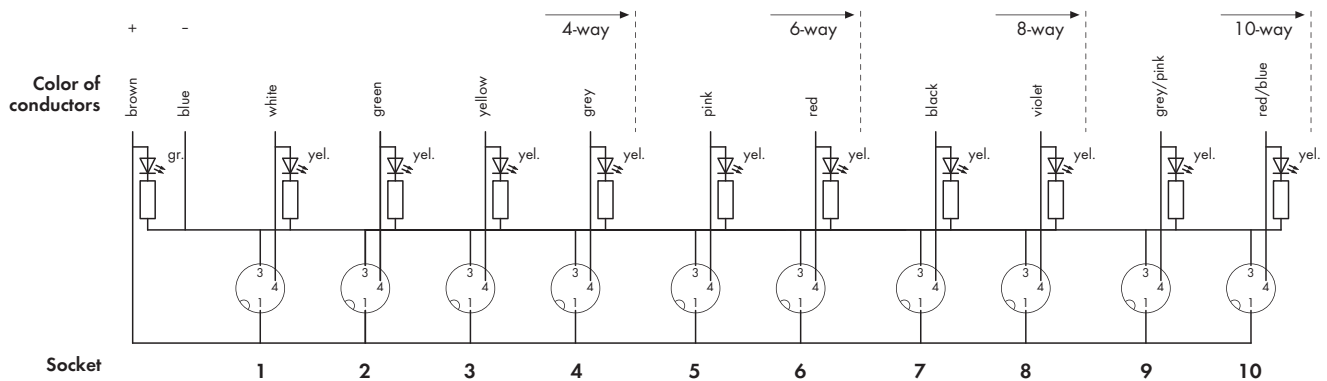 4-way 6-way 8-way 10-way
+ –
Color of
conductors
brown blue white green yellow grey pink red black violet grey/pink red/blue
gr. yel. yel. yel. yel. yel. yel. yel. yel. yel. yel.
3 3 3 3 3 3 3 3 3 3
4 4 4 4 4 4 4 4 4 4
1 1 1 1 1 1 1 1 1 1
Socket 1 2 3 4 5 6 7 8 9 10